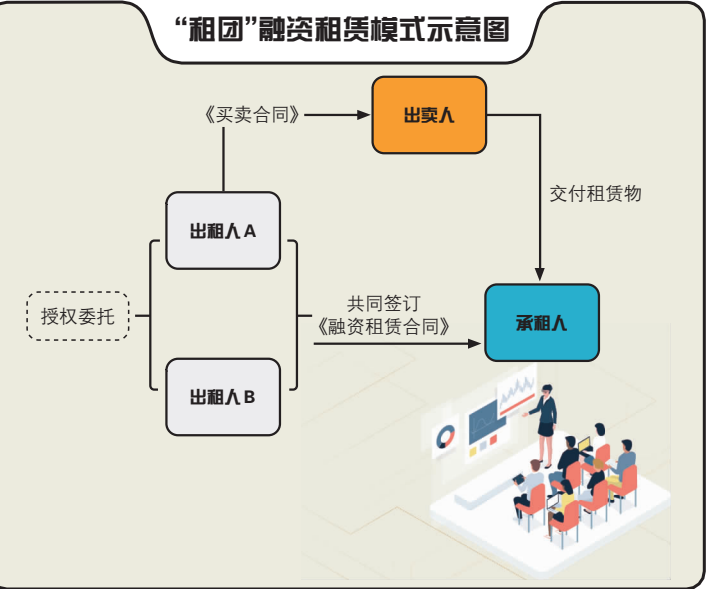 “租团”融资租赁模式示意图
《买卖合同》
出卖人
交付租赁物
出租人A
授权委托
共同签订
《融资租赁合同》
承租人
出租人B